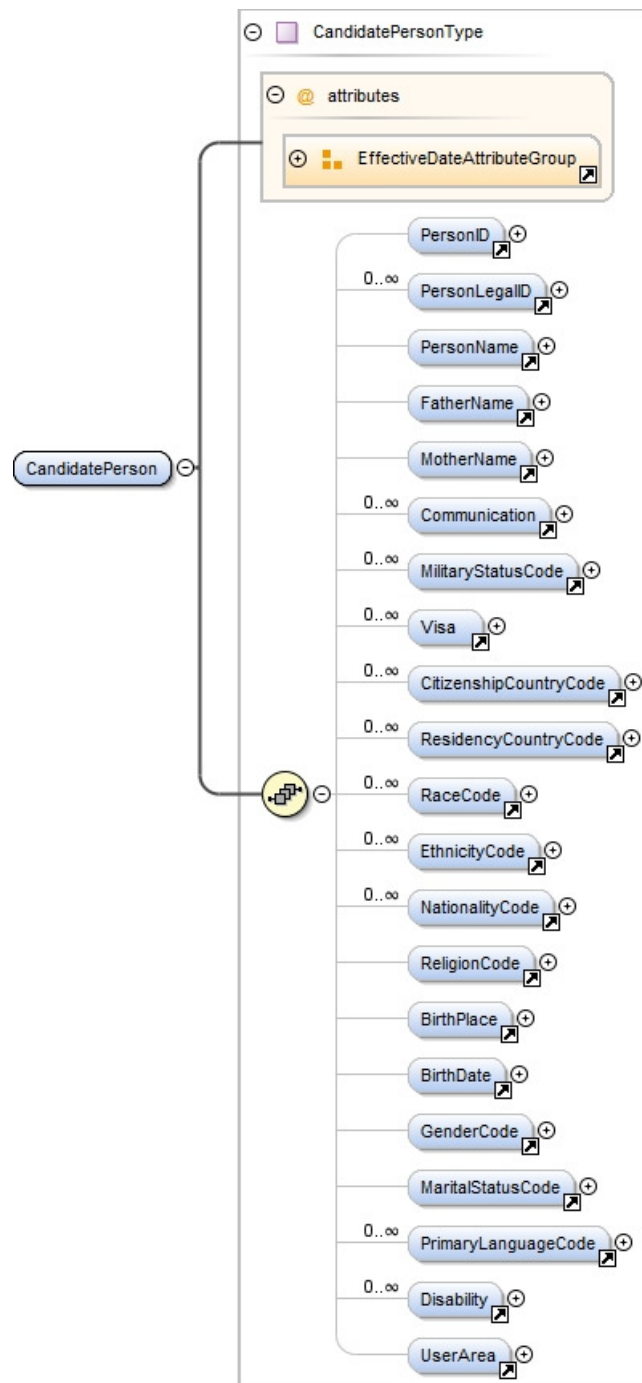 CandidatePersonType
@ attributes
EffectiveDateAttributeGroup
PersonID
0..∞
PersonLegalID
PersonName
FatherName
MotherName
CandidatePerson
0..∞
Communication
0..∞
MilitaryStatusCode
0..∞
Visa
0..∞
CitizenshipCountryCode
0..∞
ResidencyCountryCode
0..∞
RaceCode
0..∞
EthnicityCode
0..∞
NationalityCode
ReligionCode
BirthPlace
BirthDate
GenderCode
MaritalStatusCode
0..∞
PrimaryLanguageCode
0..∞
Disability
UserArea